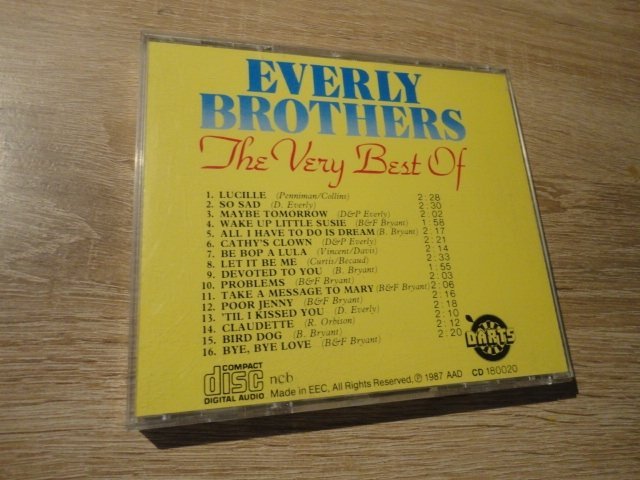 EVERLY
BROTHERS
The Very Best Of
1. LUCILLE (Penniman/Collins) 2:28
2. SO SAD (D. Everly) 2:30
3. MAYBE TOMORROW (D&P Everly) 2:02
4. WAKE UP LITTLE SUSIE (B&F Bryant) 1:58
5. ALL I HAVE TO DO IS DREAM (B. Bryant) 2:17
6. CATHY'S CLOWN (D&P Everly) 2:21
7. BE BOP A LULA (Vincent/Davis) 2:14
8. LET IT BE ME (Curtis/Becaud) 2:33
9. DEVOTED TO YOU (B. Bryant) 1:55
10. PROBLEMS (B&F Bryant) 2:03
11. TAKE A MESSAGE TO MARY (B&F Bryant) 2:06
12. POOR JENNY (B&F Bryant) 2:16
13. 'TIL I KISSED YOU (D. Everly) 2:18
14. CLAUDETTE (R. Orbison) 2:10
15. BIRD DOG (B. Bryant) 2:12
16. BYE, BYE LOVE (B&F Bryant) 2:20
DARTS
COMPACT
disc
DIGITAL AUDIO
ncb
Made in EEC, All Rights Reserved, ℗ 1987 AAD CD 180020